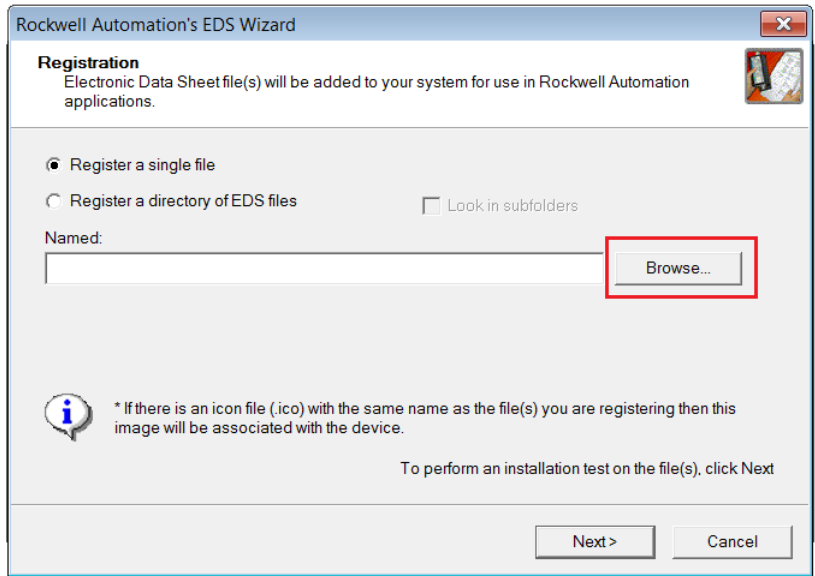 Rockwell Automation's EDS Wizard
Registration
Electronic Data Sheet file(s) will be added to your system for use in Rockwell Automation
applications.
Register a single file
Register a directory of EDS files
Look in subfolders
Named:
Browse...
* If there is an icon file (.ico) with the same name as the file(s) you are registering then this
image will be associated with the device.
To perform an installation test on the file(s), click Next
Next >
Cancel